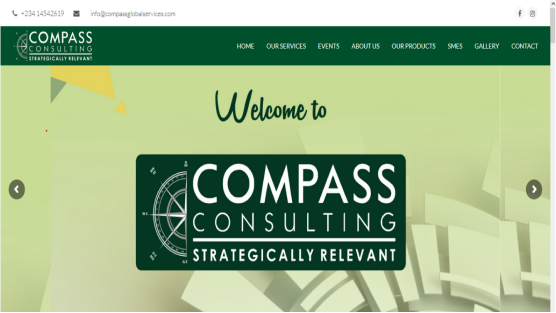 +234 14542619 info@compassglobalservices.com
COMPASS
CONSULTING
STRATEGICALLY RELEVANT
HOME OUR SERVICES EVENTS ABOUT US OUR PRODUCTS SMES GALLERY CONTACT
Welcome to
COMPASS
CONSULTING
STRATEGICALLY RELEVANT